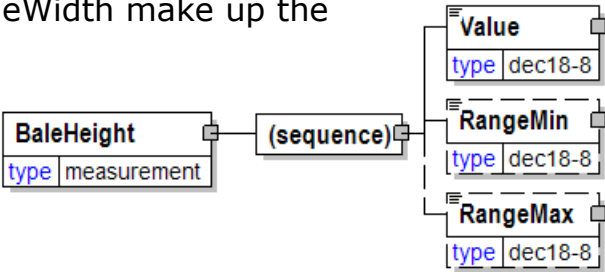 eWidth make up the
Value
type dec18-8
BaleHeight
type measurement
(sequence)
RangeMin
type dec18-8
RangeMax
type dec18-8